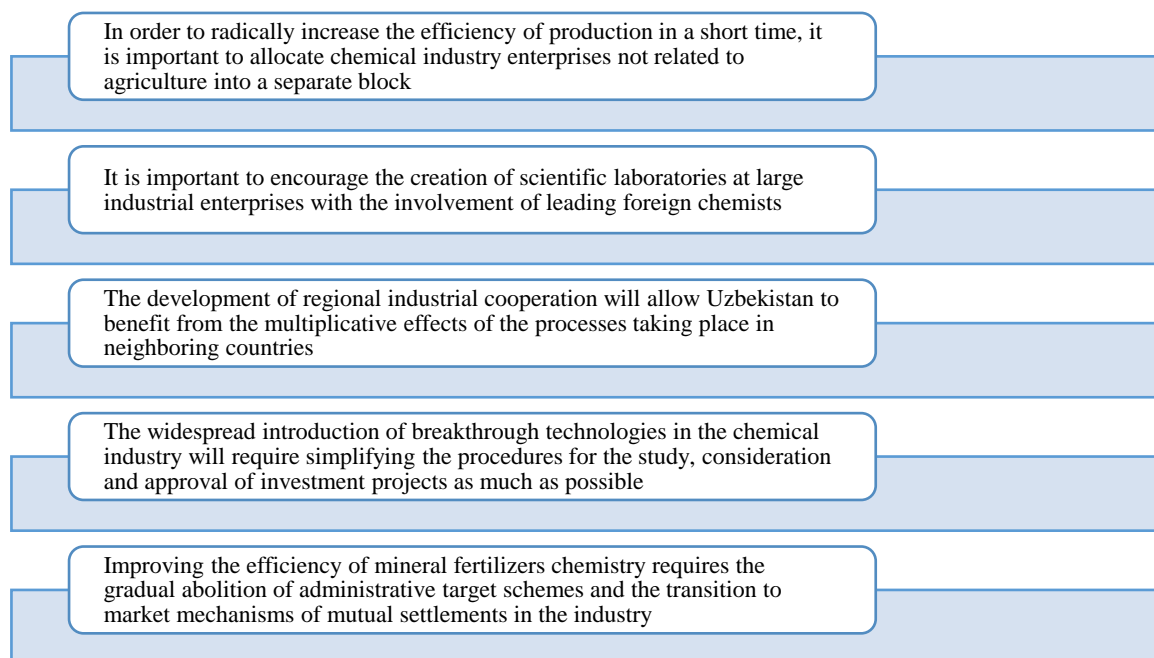 In order to radically increase the efficiency of production in a short time, it
is important to allocate chemical industry enterprises not related to
agriculture into a separate block
It is important to encourage the creation of scientific laboratories at large
industrial enterprises with the involvement of leading foreign chemists
The development of regional industrial cooperation will allow Uzbekistan to
benefit from the multiplicative effects of the processes taking place in
neighboring countries
The widespread introduction of breakthrough technologies in the chemical
industry will require simplifying the procedures for the study, consideration
and approval of investment projects as much as possible
Improving the efficiency of mineral fertilizers chemistry requires the
gradual abolition of administrative target schemes and the transition to
market mechanisms of mutual settlements in the industry